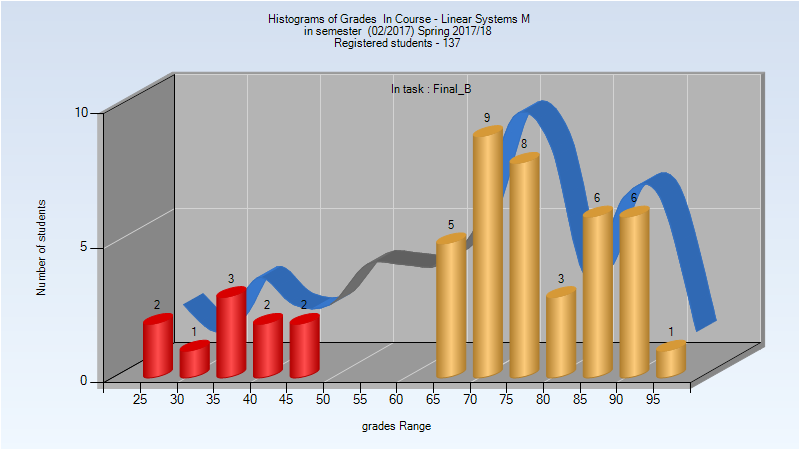 Histograms of Grades  In Course - Linear Systems M
in semester  (02/2017) Spring 2017/18
Registered students - 137
In task : Final_B
10
5
0
Number of students
2
1
3
2
2
5
9
8
3
6
6
1
25 30 35 40 45 50 55 60 65 70 75 80 85 90 95
grades Range